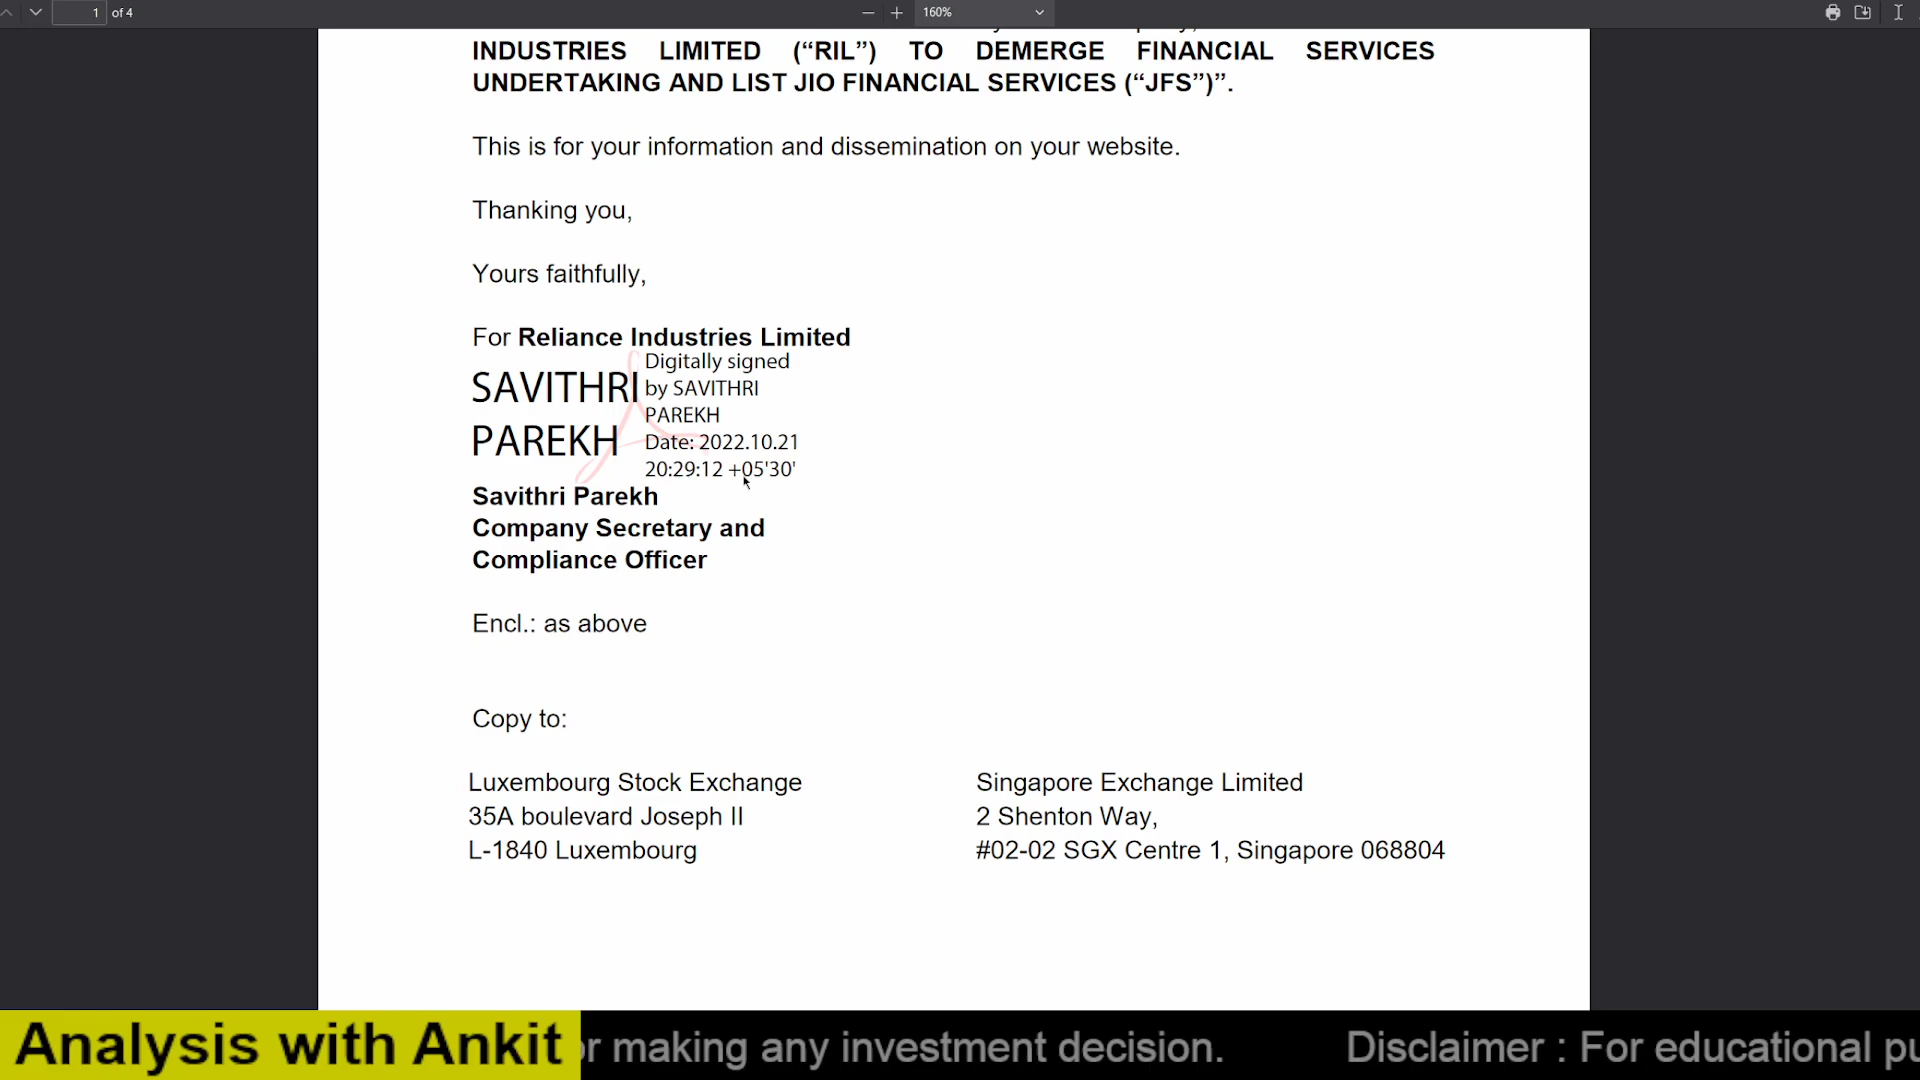 1 of 4
160%
INDUSTRIES LIMITED (“RIL”) TO DEMERGE FINANCIAL SERVICES
UNDERTAKING AND LIST JIO FINANCIAL SERVICES (“JFS”)”.
This is for your information and dissemination on your website.
Thanking you,
Yours faithfully,
For Reliance Industries Limited
SAVITHRI
PAREKH
Digitally signed
by SAVITHRI
PAREKH
Date: 2022.10.21
20:29:12 +05'30'
Savithri Parekh
Company Secretary and
Compliance Officer
Encl.: as above
Copy to:
Luxembourg Stock Exchange
35A boulevard Joseph II
L-1840 Luxembourg
Singapore Exchange Limited
2 Shenton Way,
#02-02 SGX Centre 1, Singapore 068804
Analysis with Ankit
making any investment decision. Disclaimer : For educational